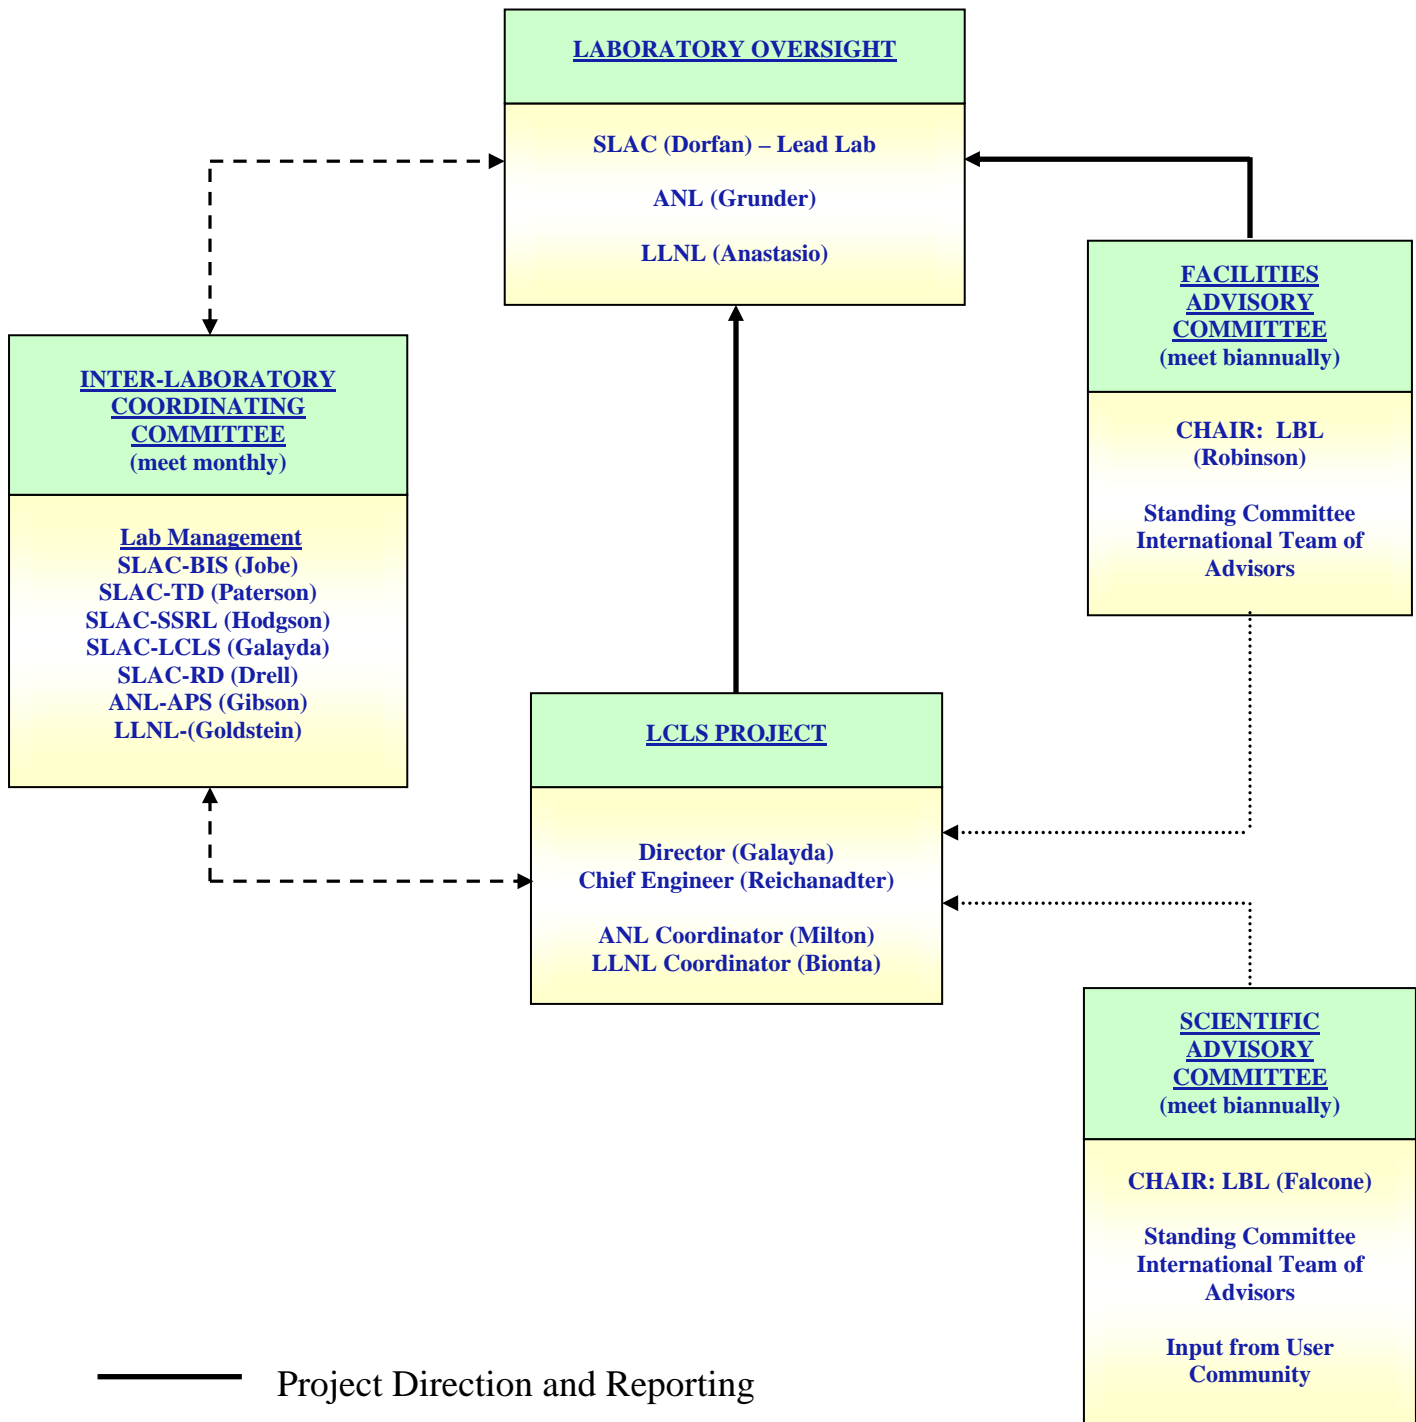 LABORATORY OVERSIGHT
SLAC (Dorfan) – Lead Lab
ANL (Grunder)
LLNL (Anastasio)
FACILITIES
ADVISORY
COMMITTEE
(meet biannually)
CHAIR: LBL
(Robinson)
Standing Committee
International Team of
Advisors
INTER-LABORATORY
COORDINATING
COMMITTEE
(meet monthly)
Lab Management
SLAC-BIS (Jobe)
SLAC-TD (Paterson)
SLAC-SSRL (Hodgson)
SLAC-LCLS (Galayda)
SLAC-RD (Drell)
ANL-APS (Gibson)
LLNL-(Goldstein)
LCLS PROJECT
Director (Galayda)
Chief Engineer (Reichanadter)
ANL Coordinator (Milton)
LLNL Coordinator (Bionta)
SCIENTIFIC
ADVISORY
COMMITTEE
(meet biannually)
CHAIR: LBL (Falcone)
Standing Committee
International Team of
Advisors
Input from User
Community
Project Direction and Reporting